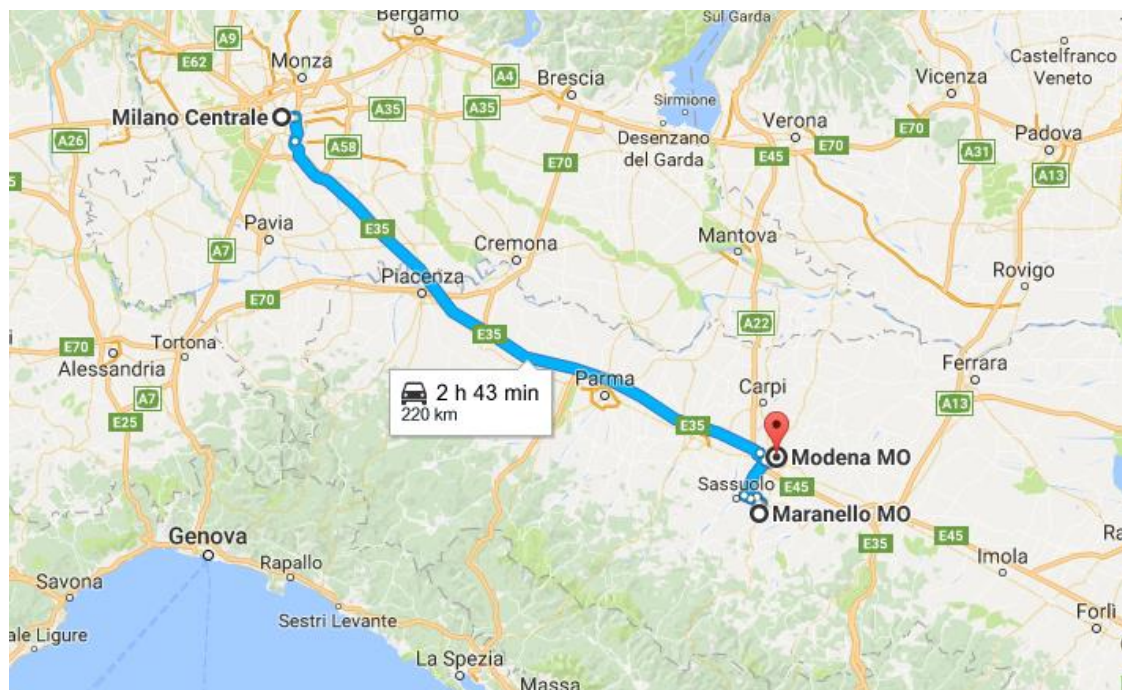 Bergamo
Sul Garda
A9
E62
Monza
A4
Brescia
Castelfranco
Veneto
Vicenza
Milano Centrale
A35
A35
Sirmione
Verona
E70
Padova
A26
A58
Desenzano
del Garda
E45
E70
A31
A13
E70
Pavia
E35
Cremona
Mantova
A7
Piacenza
Rovigo
E70
E35
A22
E70
Tortona
Alessandria
Ferrara
2 h 43 min
220 km
Parma
Carpi
A7
A13
E25
E35
Modena MO
Sassuolo
E45
Maranello MO
Genova
E35
E45
Ra
Rapallo
Imola
Savona
Sestri Levante
Forlì
ale Ligure
La Spezia
Massa